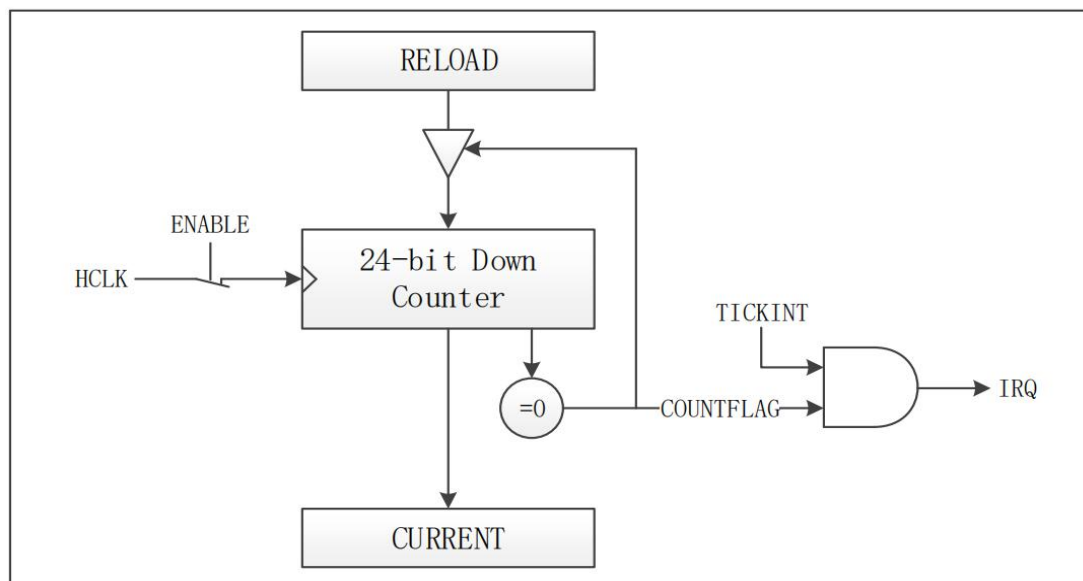 RELOAD
ENABLE
HCLK
24-bit Down
Counter
TICKINT
=0
COUNTFLAG
IRQ
CURRENT